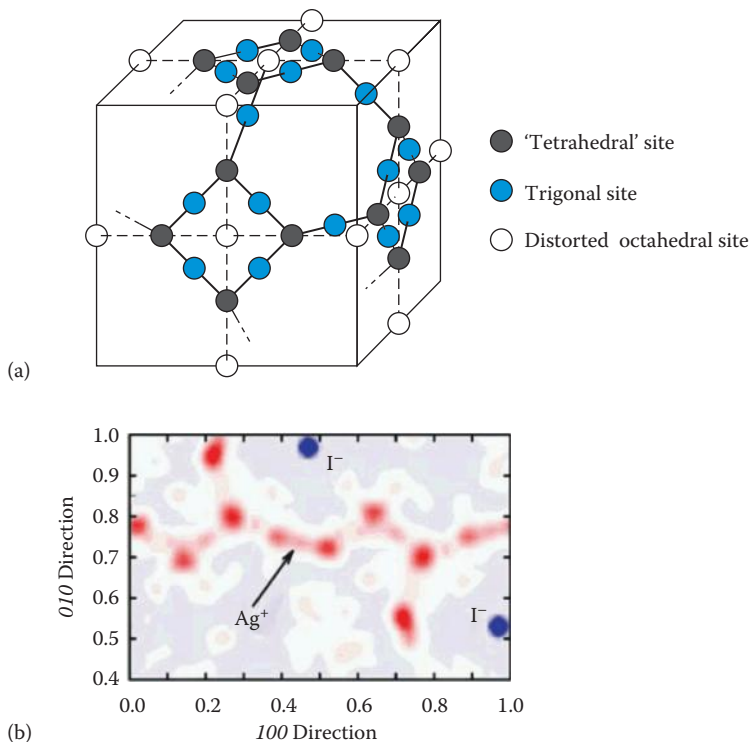 'Tetrahedral' site
Trigonal site
Distorted octahedral site
(a)
1.0
0.9
0.8
0.7
0.6
0.5
0.4
010 Direction
I⁻
I⁻
Ag⁺
0.0 0.2 0.4 0.6 0.8 1.0
100 Direction
(b)